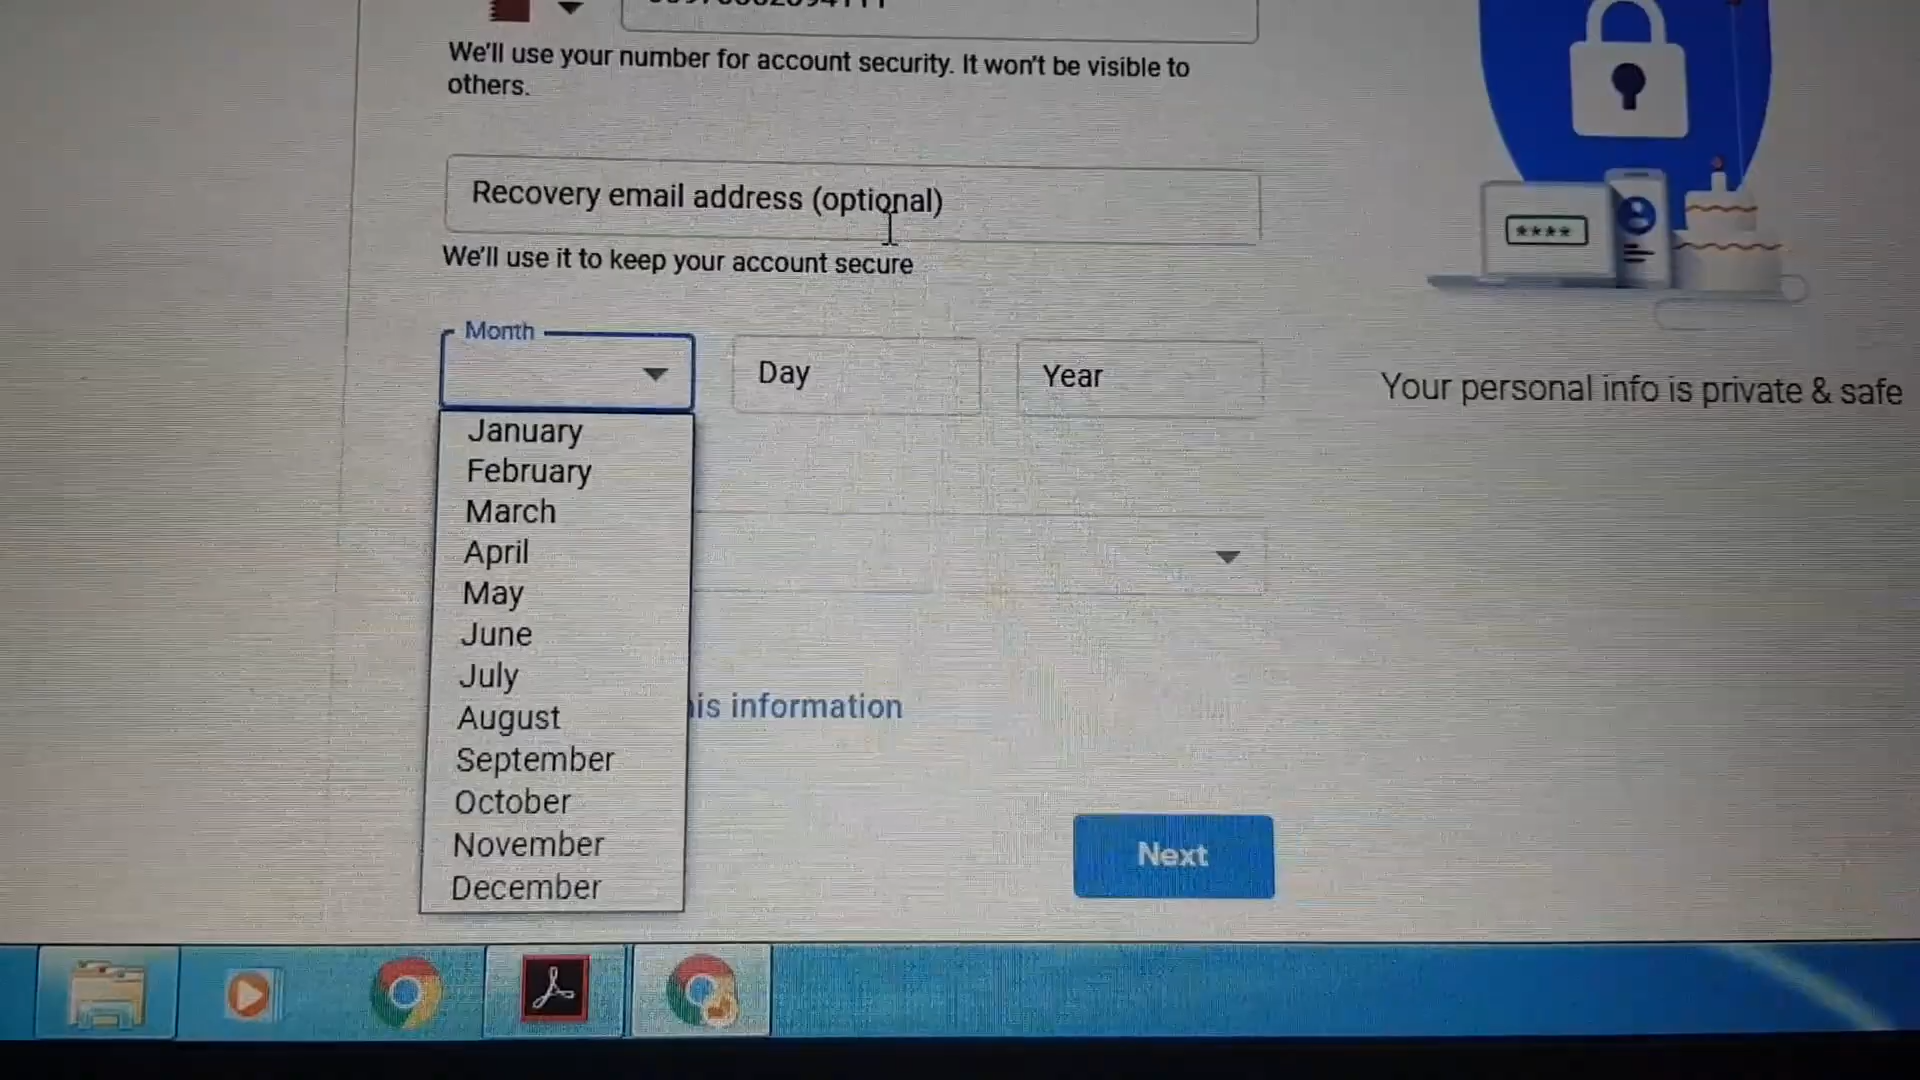 We'll use your number for account security. It won't be visible to
others.
Recovery email address (optional)
We'll use it to keep your account secure
Month
Day
Year
Your personal info is private & safe
January
February
March
April
May
June
July
his information
August
September
October
November
Next
December
****